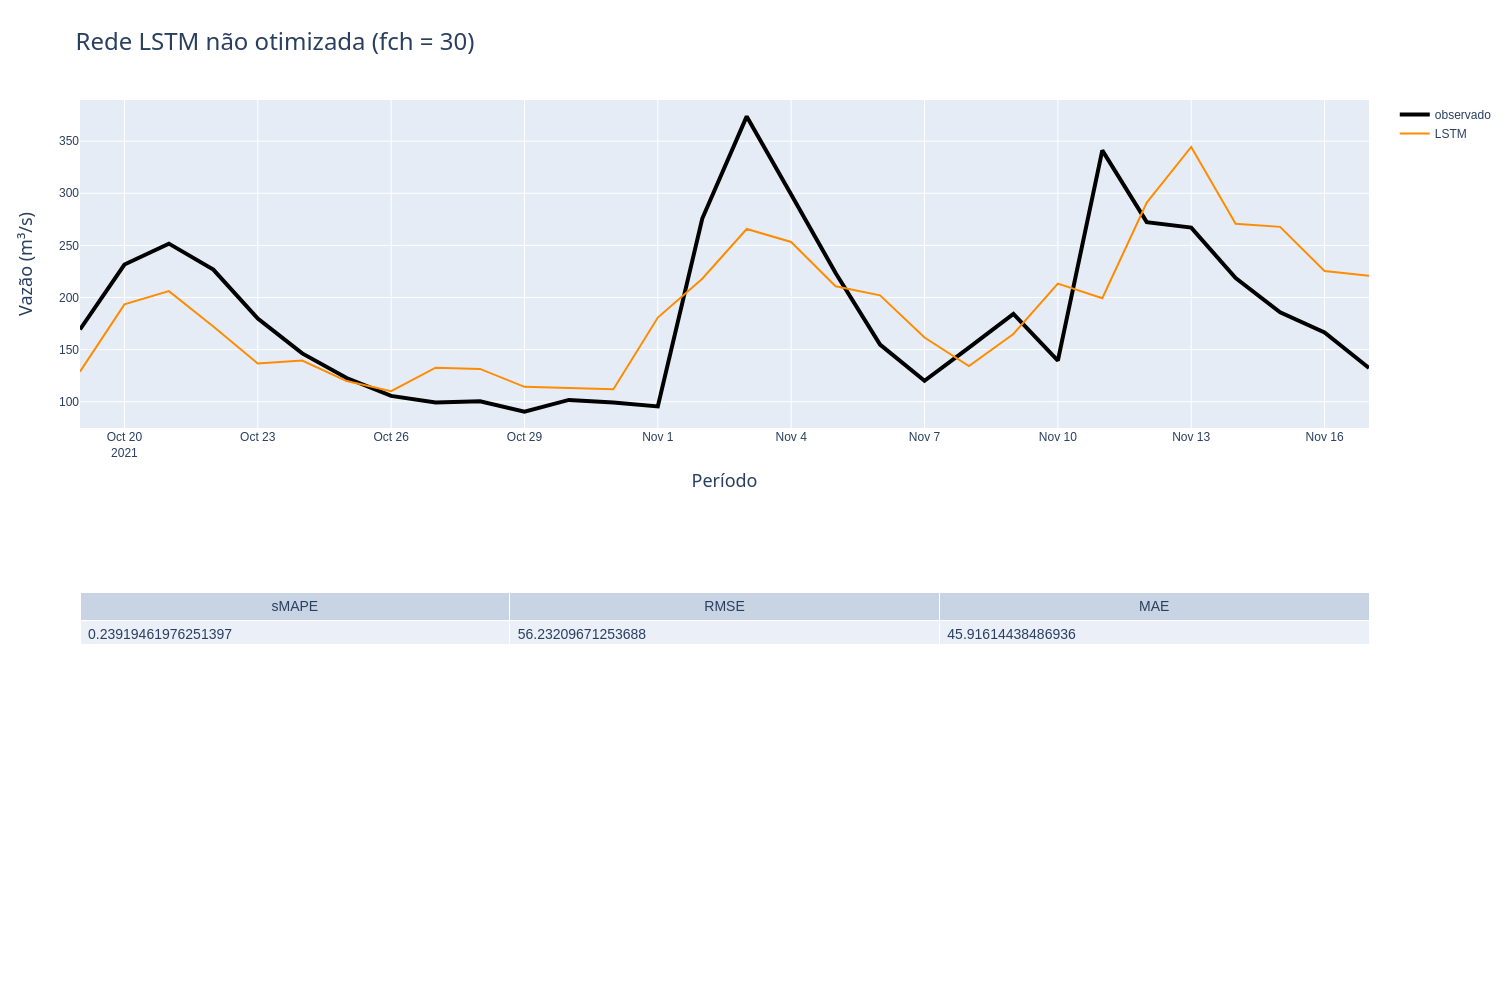 Rede LSTM não otimizada (fch = 30)
observado
LSTM
Vazão (m³/s)
350
300
250
200
150
100
Oct 20 Oct 23 Oct 26 Oct 29 Nov 1 Nov 4 Nov 7 Nov 10 Nov 13 Nov 16
2021
Período
sMAPE RMSE MAE
0.23919461976251397 56.23209671253688 45.91614438486936